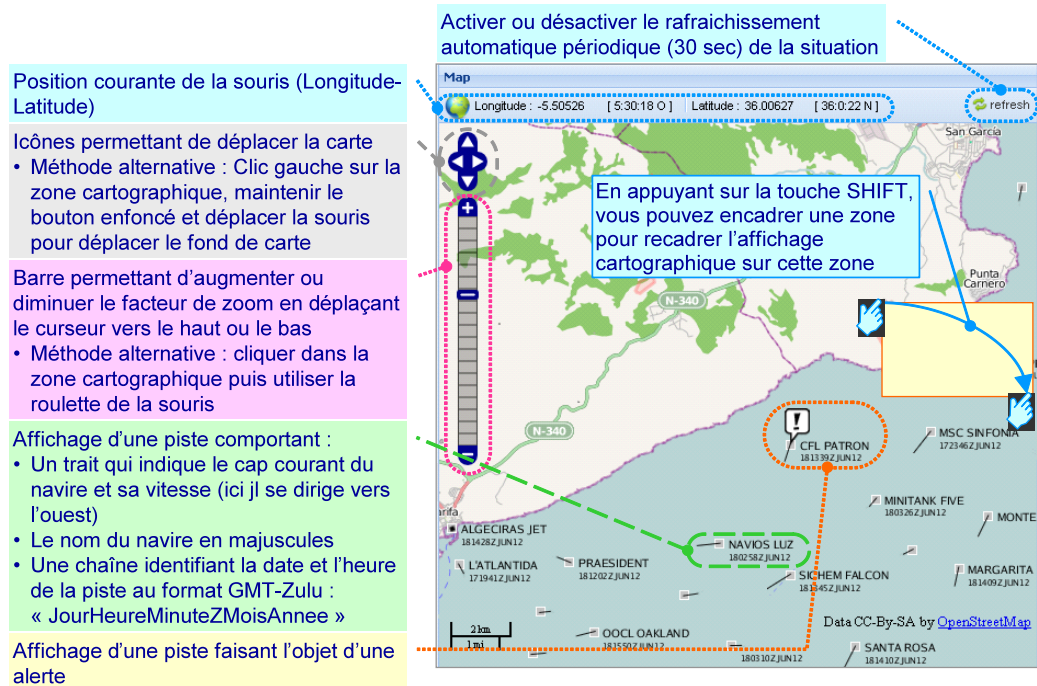 Activer ou désactiver le rafraichissement
automatique périodique (30 sec) de la situation
Position courante de la souris (Longitude-
Latitude)
Icônes permettant de déplacer la carte
• Méthode alternative : Clic gauche sur la
zone cartographique, maintenir le
bouton enfoncé et déplacer la souris
pour déplacer le fond de carte
Barre permettant d'augmenter ou
diminuer le facteur de zoom en déplaçant
le curseur vers le haut ou le bas
• Méthode alternative : cliquer dans la
zone cartographique puis utiliser la
roulette de la souris
Affichage d'une piste comportant :
• Un trait qui indique le cap courant du
navire et sa vitesse (ici jl se dirige vers
l'ouest)
• Le nom du navire en majuscules
• Une chaîne identifiant la date et l'heure
de la piste au format GMT-Zulu :
« JourHeureMinuteZMoisAnnee »
Affichage d'une piste faisant l'objet d'une
alerte
Map
Longitude : -5.50526 [ 5:30:18 O ] Latitude : 36.00627 [ 36:0:22 N ]
refresh
San García
En appuyant sur la touche SHIFT,
vous pouvez encadrer une zone
pour recadrer l'affichage
cartographique sur cette zone
Punta
Carnero
N-340
N-340
CFL PATRON
181339ZJUN12
MSC SINFONIA
172346ZJUN12
MINITANK FIVE
180326ZJUN12
MONTE
arifa
ALGECIRAS JET
181428ZJUN12
NAVIOS LUZ
180258ZJUN12
L'ATLANTIDA
171941ZJUN12
PRAESIDENT
181202ZJUN12
SICHEM FALCON
181345ZJUN12
MARGARITA
181409ZJUN12
Data CC-By-SA by OpenStreetMap
2 km
1 mi
OOCL OAKLAND
181550ZJUN12
180310ZJUN12
SANTA ROSA
181410ZJUN12